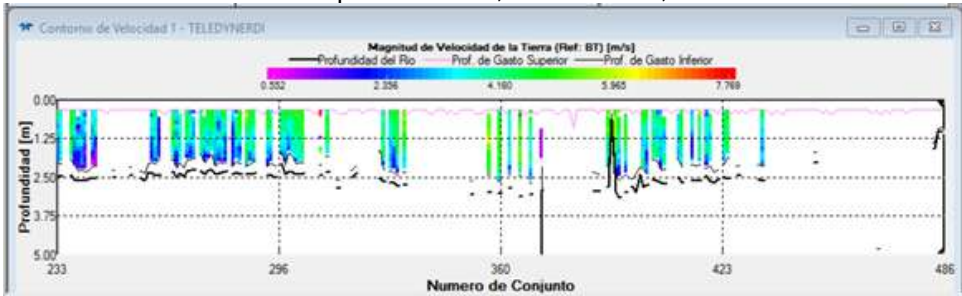 Contorno de Velocidad 1 - TELEDYNERDI
Magnitud de Velocidad de la Tierra (Ref: BT) [m/s]
Profundidad del Rio Prof. de Gasto Superior Prof. de Gasto Inferior
0.552 2.356 4.160 5.965 7.769
Profundidad [m]
0.00
1.25
2.50
3.75
5.00
233 296 360 423 486
Numero de Conjunto